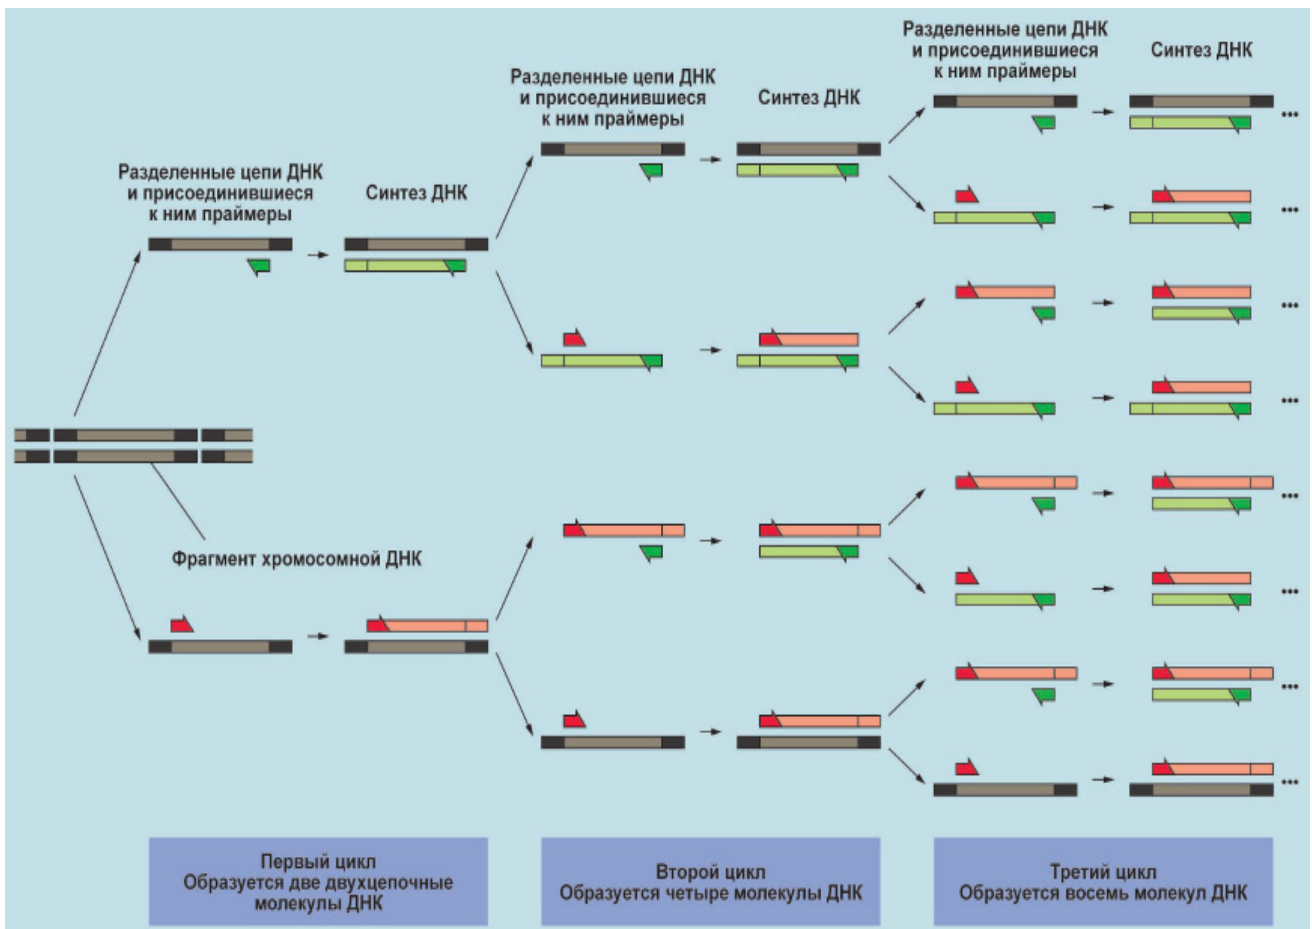 Разделенные цепи ДНК
и присоединившиеся
к ним праймеры
Синтез ДНК
Разделенные цепи ДНК
и присоединившиеся
к ним праймеры
Синтез ДНК
Разделенные цепи ДНК
и присоединившиеся
к ним праймеры
Синтез ДНК
Фрагмент хромосомной ДНК
Первый цикл
Образуется две двухцепочные
молекулы ДНК
Второй цикл
Образуется четыре молекулы ДНК
Третий цикл
Образуется восемь молекул ДНК